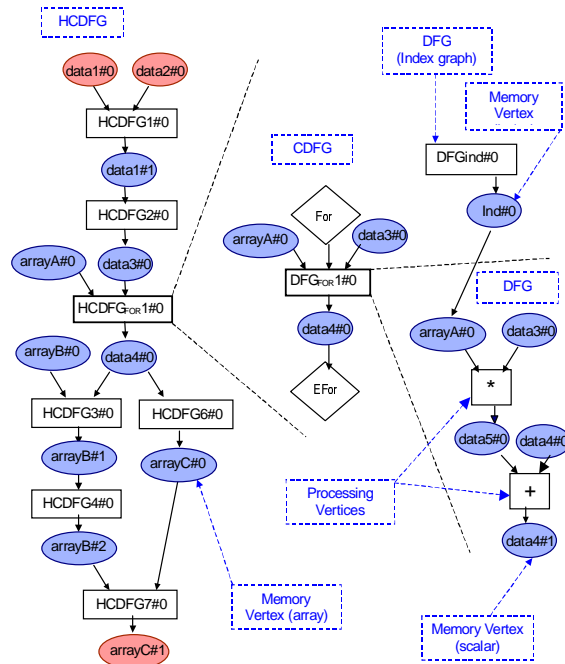 HCDFG
data1#0
data2#0
HCDFG1#0
data1#1
HCDFG2#0
arrayA#0
data3#0
HCDFGFOR1#0
arrayB#0
data4#0
HCDFG3#0
HCDFG6#0
arrayB#1
arrayC#0
HCDFG4#0
arrayB#2
HCDFG7#0
arrayC#1
Memory
Vertex (array)
CDFG
For
arrayA#0
data3#0
DFGFOR1#0
data4#0
EFor
Processing
Vertices
DFG
(Index graph)
Memory
Vertex
DFGind#0
Ind#0
DFG
arrayA#0
data3#0
*
data5#0
data4#0
+
data4#1
Memory Vertex
(scalar)